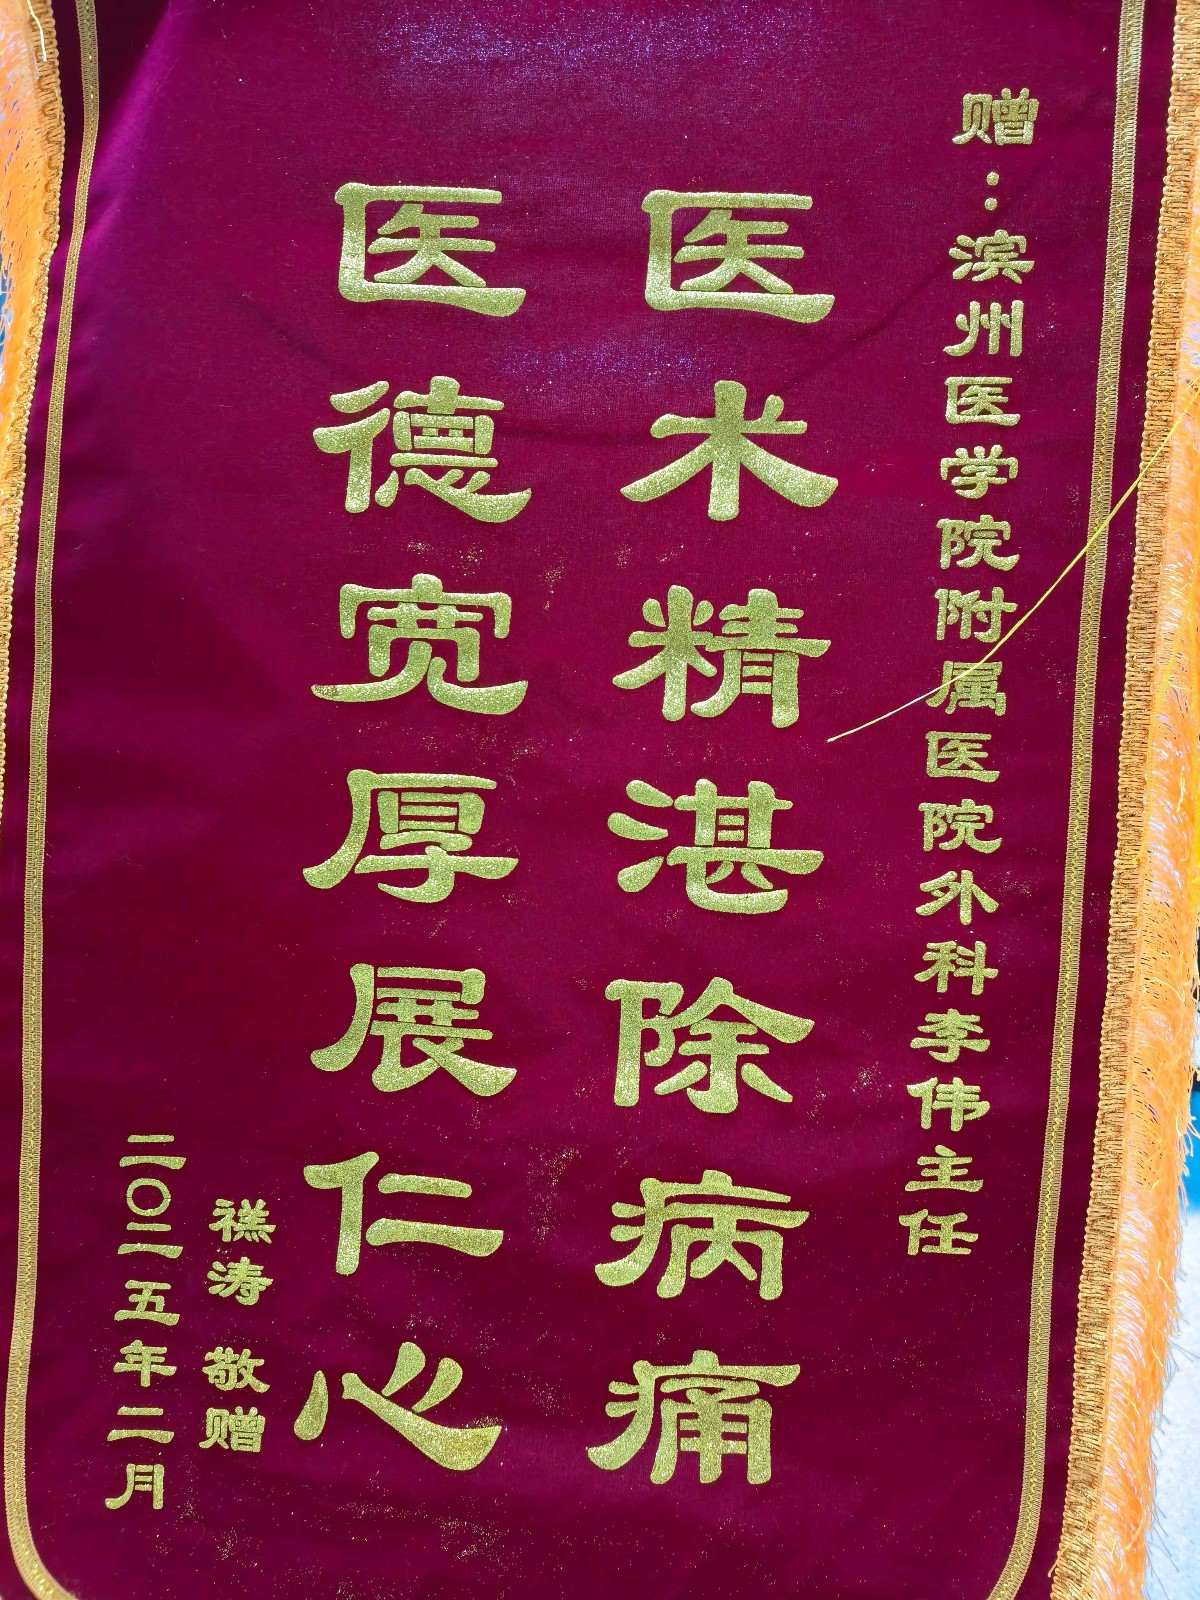 赠：滨州医学院附属医院外科李伟主任
医术精湛除病痛
医德宽厚展仁心
禚涛 敬赠
二〇二五年二月